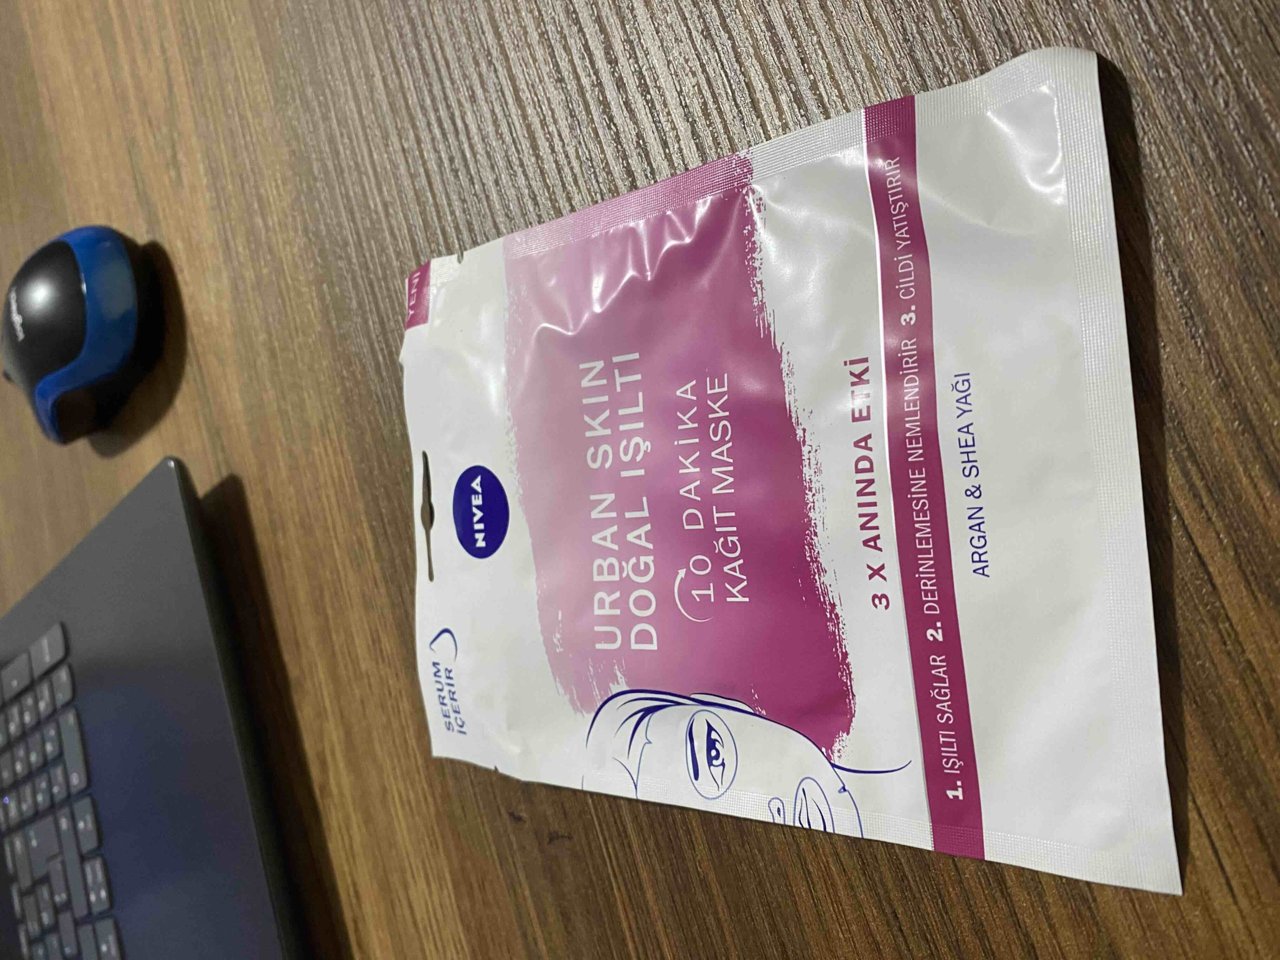 YENİ
SERUM
İÇERİR
NIVEA
URBAN SKIN
DOĞAL IŞILTI
10 DAKİKA
KAĞIT MASKE
3 X ANINDA ETKİ
1. IŞILTI SAĞLAR 2. DERİNLEMESİNE NEMLENDİRİR 3. CİLDİ YATIŞTIRIR
ARGAN & SHEA YAĞI